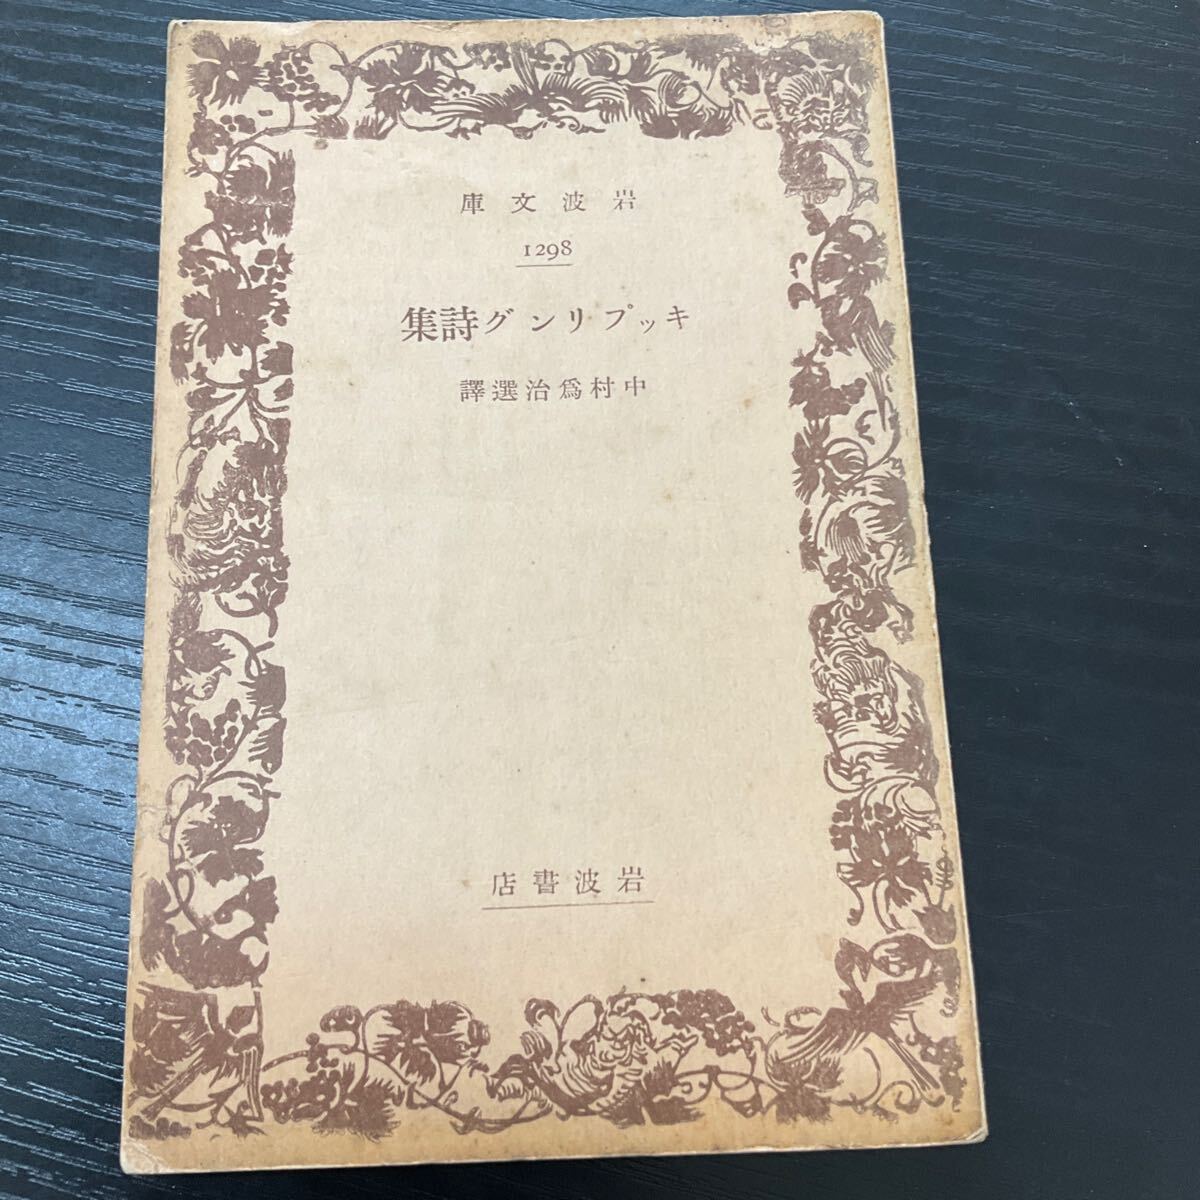 庫文波岩
1298
集詩グンリプッキ
譯選治爲村中
店書波岩